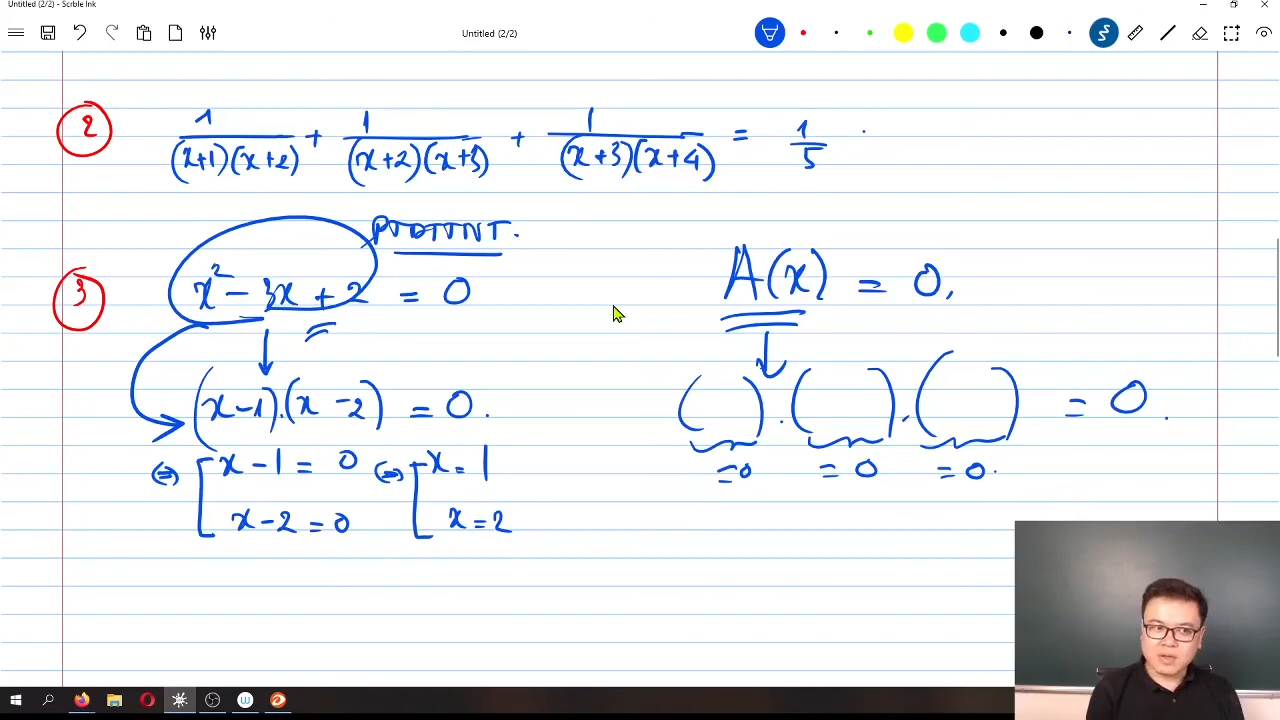 Untitled (2/2) - Scrble Ink
Untitled (2/2)
2 1/((x+1)(x+2)) + 1/((x+2)(x+3)) + 1/((x+3)(x+4)) = 1/5
PTĐTTNT.
3 x² - 3x + 2 = 0
A(x) = 0,
(x-1).(x-2) = 0.
( ) . ( ) . ( ) = 0.
⇔ [ x-1 = 0 ⇔ [ x = 1
=0 = 0 = 0.
x-2 = 0 x = 2